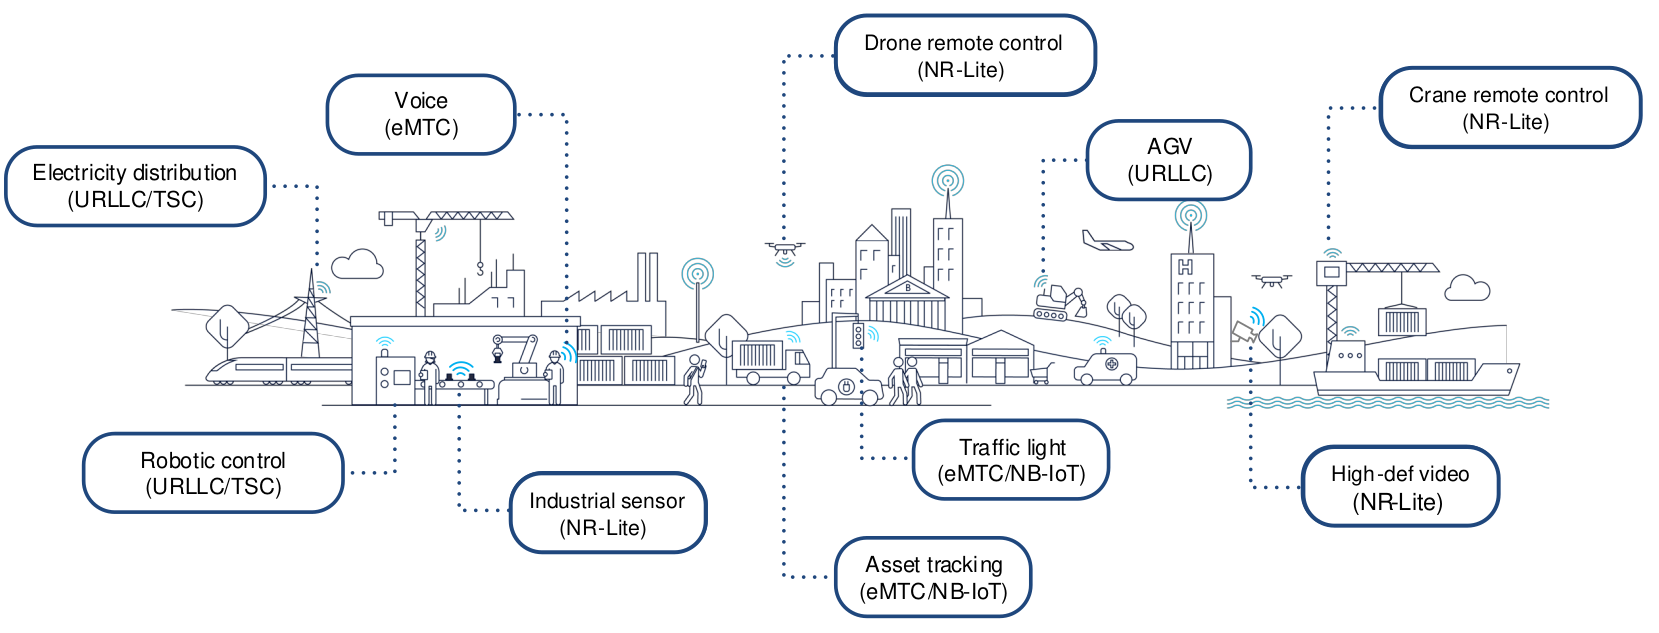 Drone remote control
(NR-Lite)
Voice
(eMTC)
Crane remote control
(NR-Lite)
AGV
(URLLC)
Electricity distribution
(URLLC/TSC)
B
H
Robotic control
(URLLC/TSC)
Industrial sensor
(NR-Lite)
Traffic light
(eMTC/NB-IoT)
High-def video
(NR-Lite)
Asset tracking
(eMTC/NB-IoT)